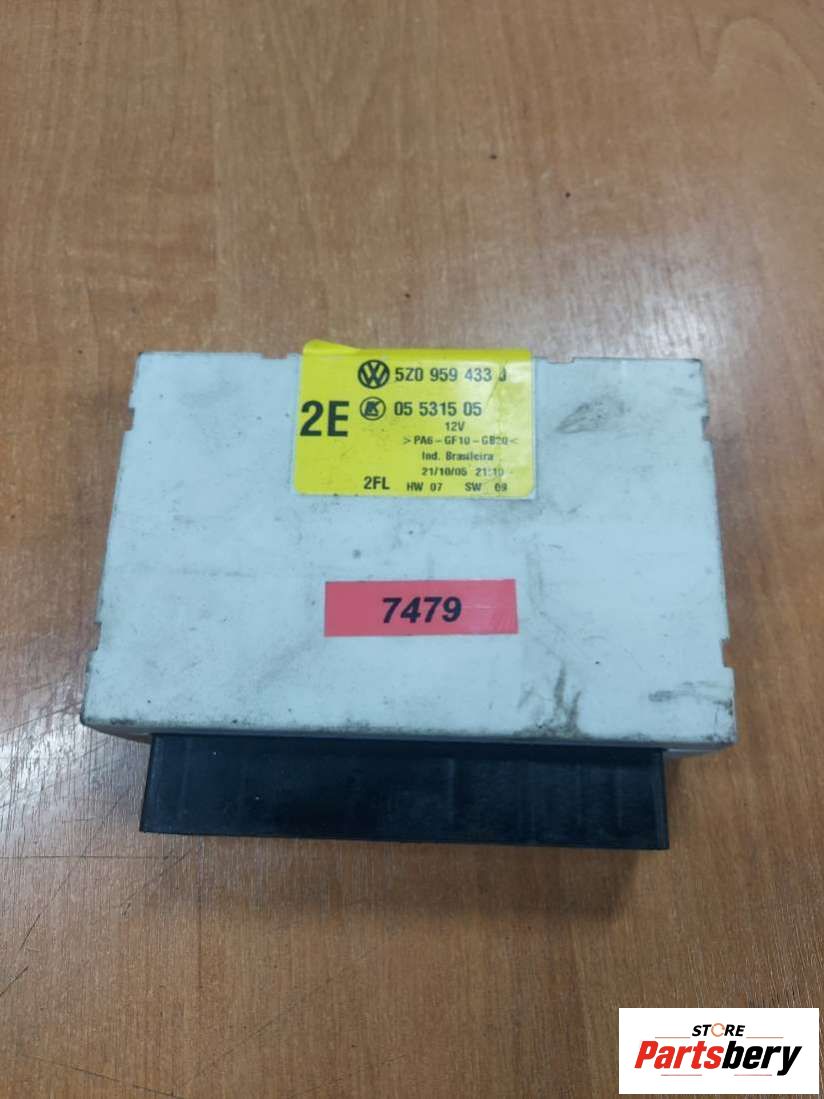 5Z0 959 433 J
2E
05 5315 05
12V
>PA6-GF10-GB20<
Ind. Brasileira
21/10/05 21:10
2FL HW 07 SW 09
7479
STORE
Partsbery